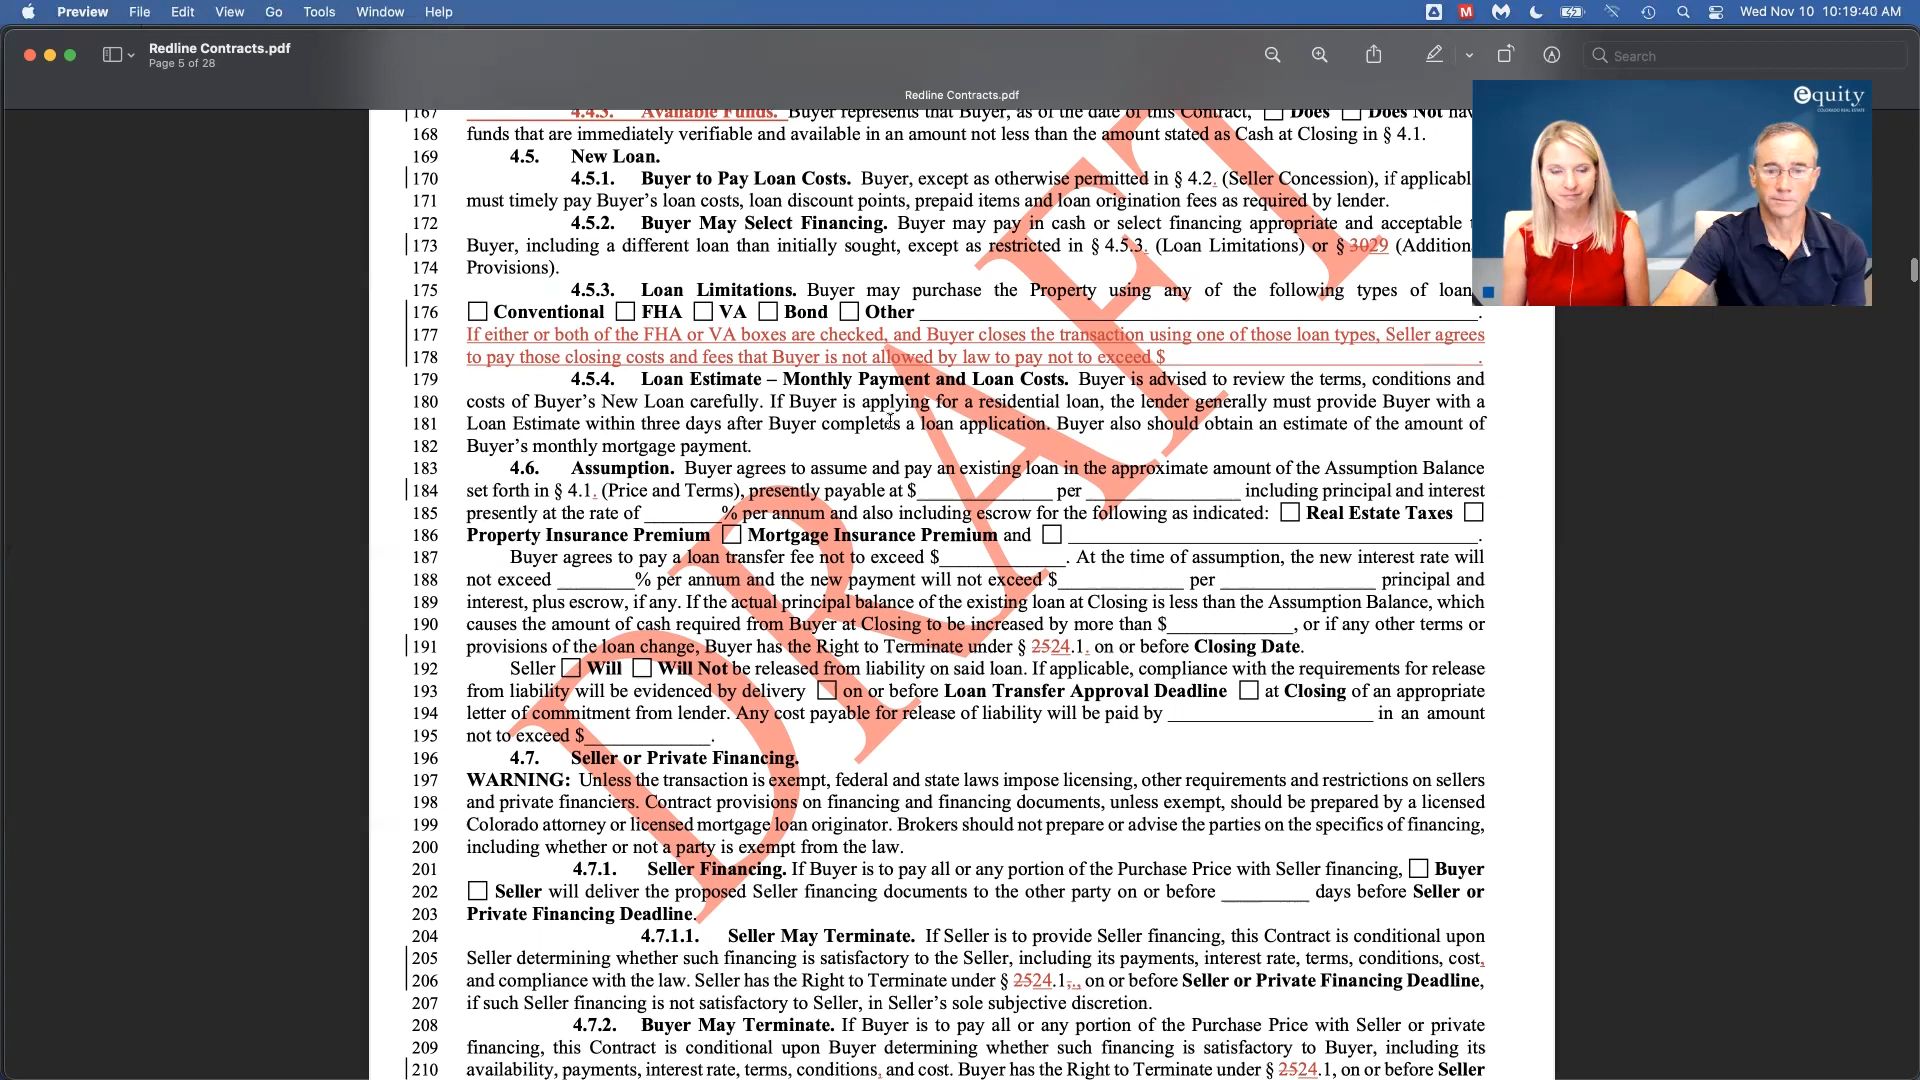 Preview File Edit View Go Tools Window Help
Wed Nov 10 10:19:40 AM
Redline Contracts.pdf
Page 5 of 28
Search
Redline Contracts.pdf
equity
COLORADO REAL ESTATE
DRAFT
167 4.4.3. Available Funds. Buyer represents that Buyer, as of the date of this Contract, ☐ Does ☐ Does Not hav
168 funds that are immediately verifiable and available in an amount not less than the amount stated as Cash at Closing in § 4.1.
169 4.5. New Loan.
170 4.5.1. Buyer to Pay Loan Costs. Buyer, except as otherwise permitted in § 4.2. (Seller Concession), if applicabl
171 must timely pay Buyer’s loan costs, loan discount points, prepaid items and loan origination fees as required by lender.
172 4.5.2. Buyer May Select Financing. Buyer may pay in cash or select financing appropriate and acceptable
173 Buyer, including a different loan than initially sought, except as restricted in § 4.5.3. (Loan Limitations) or § 3029 (Addition
174 Provisions).
175 4.5.3. Loan Limitations. Buyer may purchase the Property using any of the following types of loan
176 ☐ Conventional ☐ FHA ☐ VA ☐ Bond ☐ Other ____________________.
177 If either or both of the FHA or VA boxes are checked, and Buyer closes the transaction using one of those loan types, Seller agrees
178 to pay those closing costs and fees that Buyer is not allowed by law to pay not to exceed $____________________.
179 4.5.4. Loan Estimate – Monthly Payment and Loan Costs. Buyer is advised to review the terms, conditions and
180 costs of Buyer’s New Loan carefully. If Buyer is applying for a residential loan, the lender generally must provide Buyer with a
181 Loan Estimate within three days after Buyer completes a loan application. Buyer also should obtain an estimate of the amount of
182 Buyer’s monthly mortgage payment.
183 4.6. Assumption. Buyer agrees to assume and pay an existing loan in the approximate amount of the Assumption Balance
184 set forth in § 4.1. (Price and Terms), presently payable at $______________ per ______________ including principal and interest
185 presently at the rate of ________% per annum and also including escrow for the following as indicated: ☐ Real Estate Taxes ☐
186 Property Insurance Premium ☐ Mortgage Insurance Premium and ☐ ____________________.
187 Buyer agrees to pay a loan transfer fee not to exceed $______________. At the time of assumption, the new interest rate will
188 not exceed ________% per annum and the new payment will not exceed $______________ per ______________ principal and
189 interest, plus escrow, if any. If the actual principal balance of the existing loan at Closing is less than the Assumption Balance, which
190 causes the amount of cash required from Buyer at Closing to be increased by more than $______________, or if any other terms or
191 provisions of the loan change, Buyer has the Right to Terminate under § 2524.1. on or before Closing Date.
192 Seller ☐ Will ☐ Will Not be released from liability on said loan. If applicable, compliance with the requirements for release
193 from liability will be evidenced by delivery ☐ on or before Loan Transfer Approval Deadline ☐ at Closing of an appropriate
194 letter of commitment from lender. Any cost payable for release of liability will be paid by ____________________ in an amount
195 not to exceed $______________.
196 4.7. Seller or Private Financing.
197 WARNING: Unless the transaction is exempt, federal and state laws impose licensing, other requirements and restrictions on sellers
198 and private financiers. Contract provisions on financing and financing documents, unless exempt, should be prepared by a licensed
199 Colorado attorney or licensed mortgage loan originator. Brokers should not prepare or advise the parties on the specifics of financing,
200 including whether or not a party is exempt from the law.
201 4.7.1. Seller Financing. If Buyer is to pay all or any portion of the Purchase Price with Seller financing, ☐ Buyer
202 ☐ Seller will deliver the proposed Seller financing documents to the other party on or before _________ days before Seller or
203 Private Financing Deadline.
204 4.7.1.1. Seller May Terminate. If Seller is to provide Seller financing, this Contract is conditional upon
205 Seller determining whether such financing is satisfactory to the Seller, including its payments, interest rate, terms, conditions, cost,
206 and compliance with the law. Seller has the Right to Terminate under § 2524.1,., on or before Seller or Private Financing Deadline,
207 if such Seller financing is not satisfactory to Seller, in Seller’s sole subjective discretion.
208 4.7.2. Buyer May Terminate. If Buyer is to pay all or any portion of the Purchase Price with Seller or private
209 financing, this Contract is conditional upon Buyer determining whether such financing is satisfactory to Buyer, including its
210 availability, payments, interest rate, terms, conditions, and cost. Buyer has the Right to Terminate under § 2524.1, on or before Seller